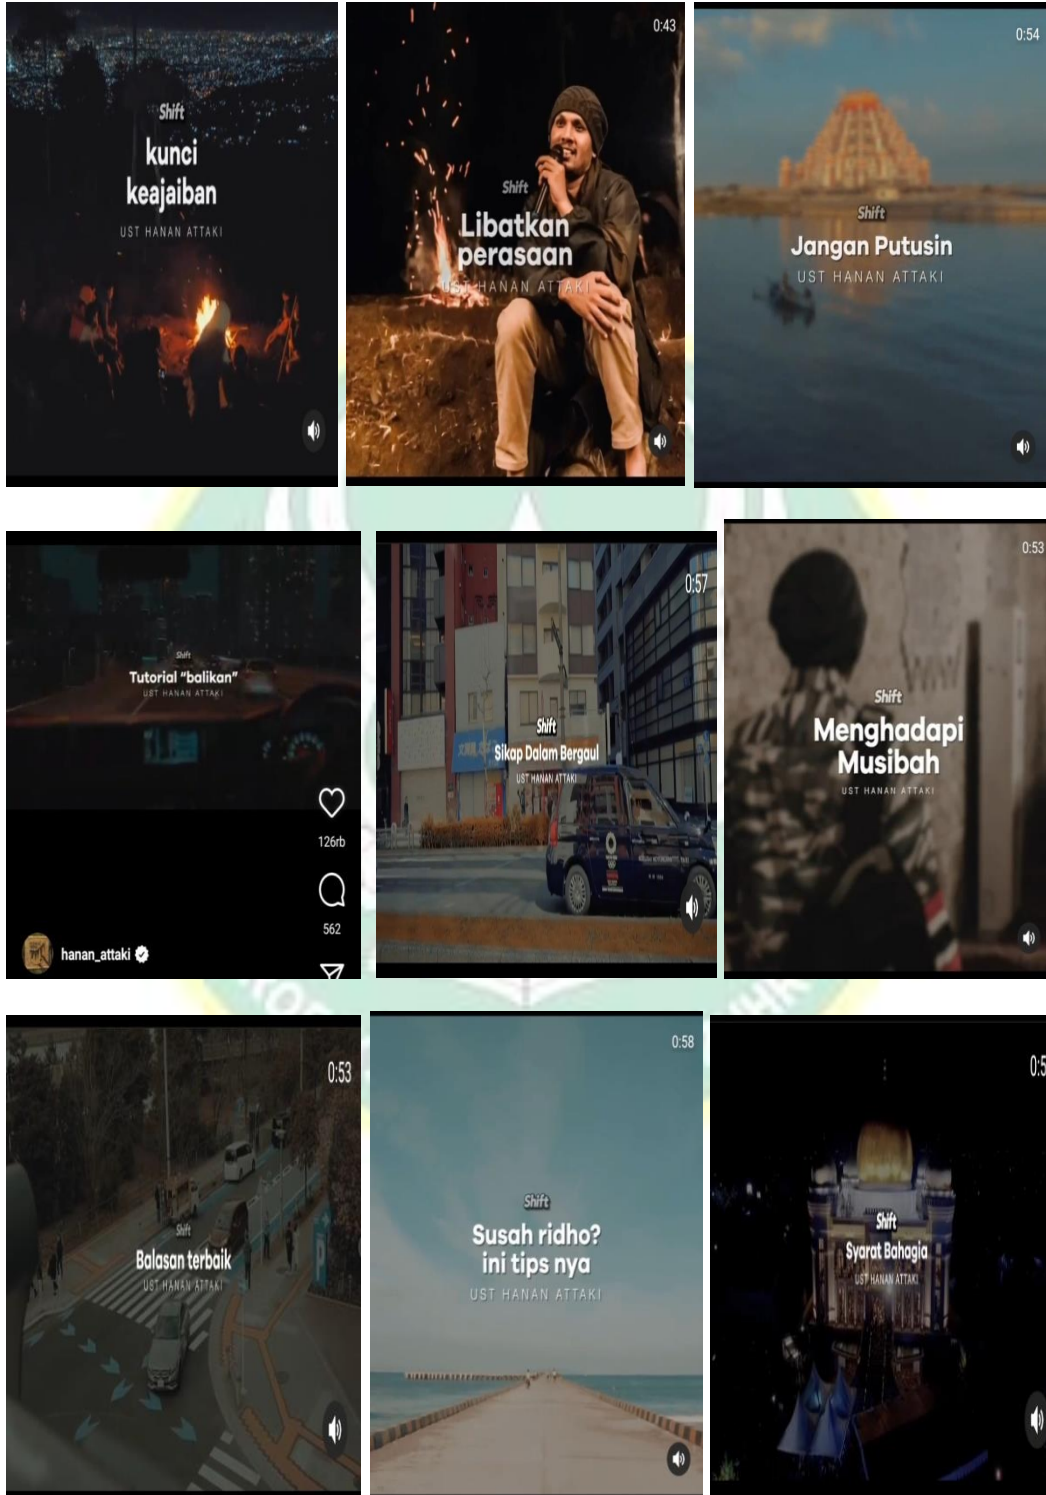 Shift
kunci
keajaiban
UST HANAN ATTAKI
0:43
Shift
Libatkan
perasaan
UST HANAN ATTAKI
0:54
Shift
Jangan Putusin
UST HANAN ATTAKI
Shift
Tutorial "balikan"
UST HANAN ATTAKI
126rb
562
hanan_attaki
0:57
Shift
Sikap Dalam Bergaul
UST HANAN ATTAKI
0:53
Shift
Menghadapi
Musibah
UST HANAN ATTAKI
0:53
Shift
Balasan terbaik
UST HANAN ATTAKI
P
0:58
Shift
Susah ridho?
ini tips nya
UST HANAN ATTAKI
0:5
Shift
Syarat Bahagia
UST HANAN ATTAKI